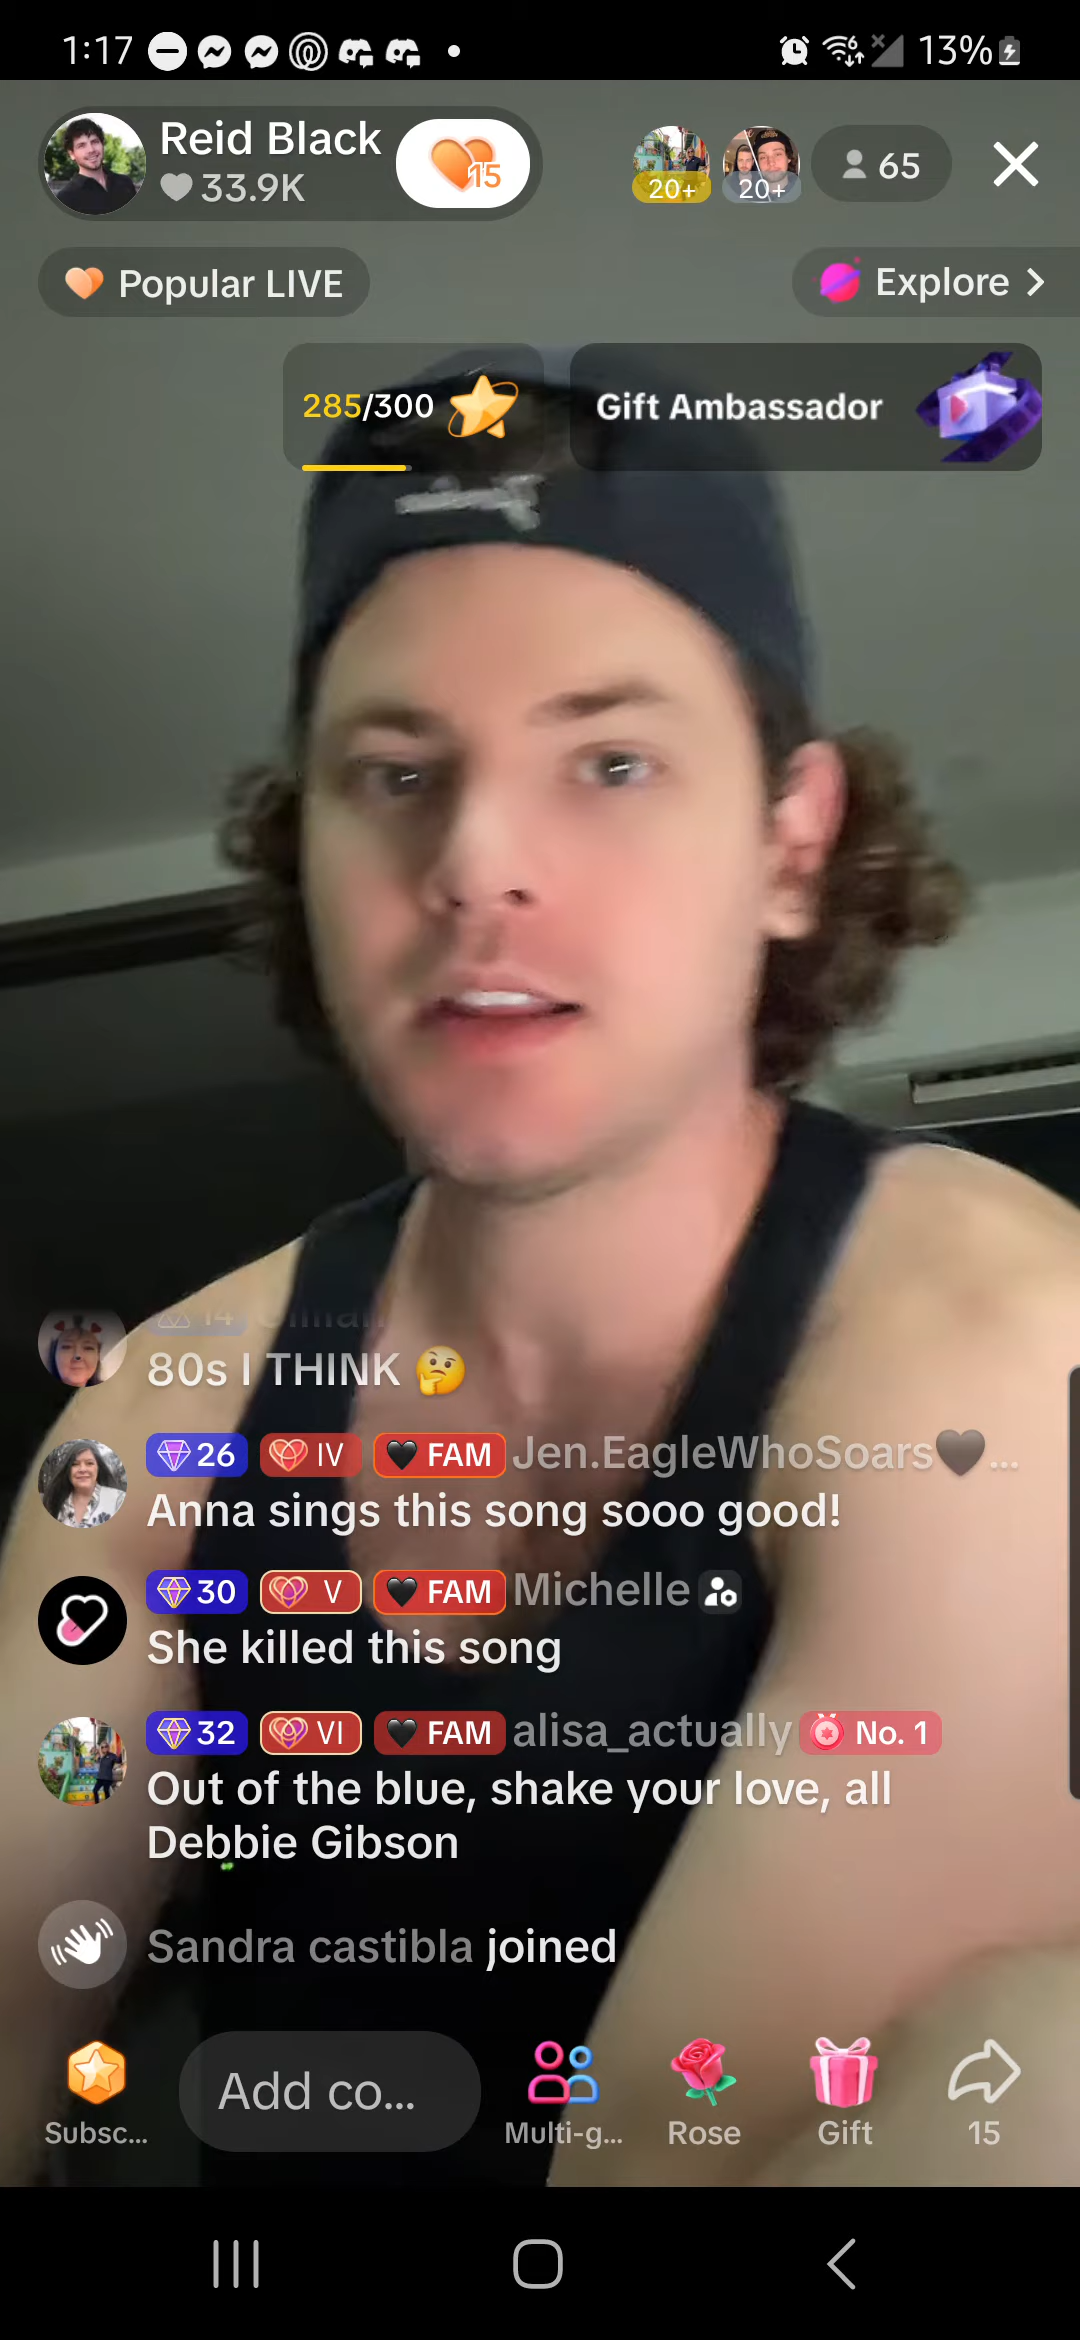 1:17
13%
Reid Black
33.9K
15
20+
20+
65
Popular LIVE
Explore
285/300
Gift Ambassador
14
80s I THINK 🤔
26 IV 🖤 FAM Jen.EagleWhoSoars🖤...
Anna sings this song sooo good!
30 V 🖤 FAM Michelle
She killed this song
32 VI 🖤 FAM alisa_actually No. 1
Out of the blue, shake your love, all
Debbie Gibson
Sandra castibla joined
Add co...
Subsc...
Multi-g...
Rose
Gift
15